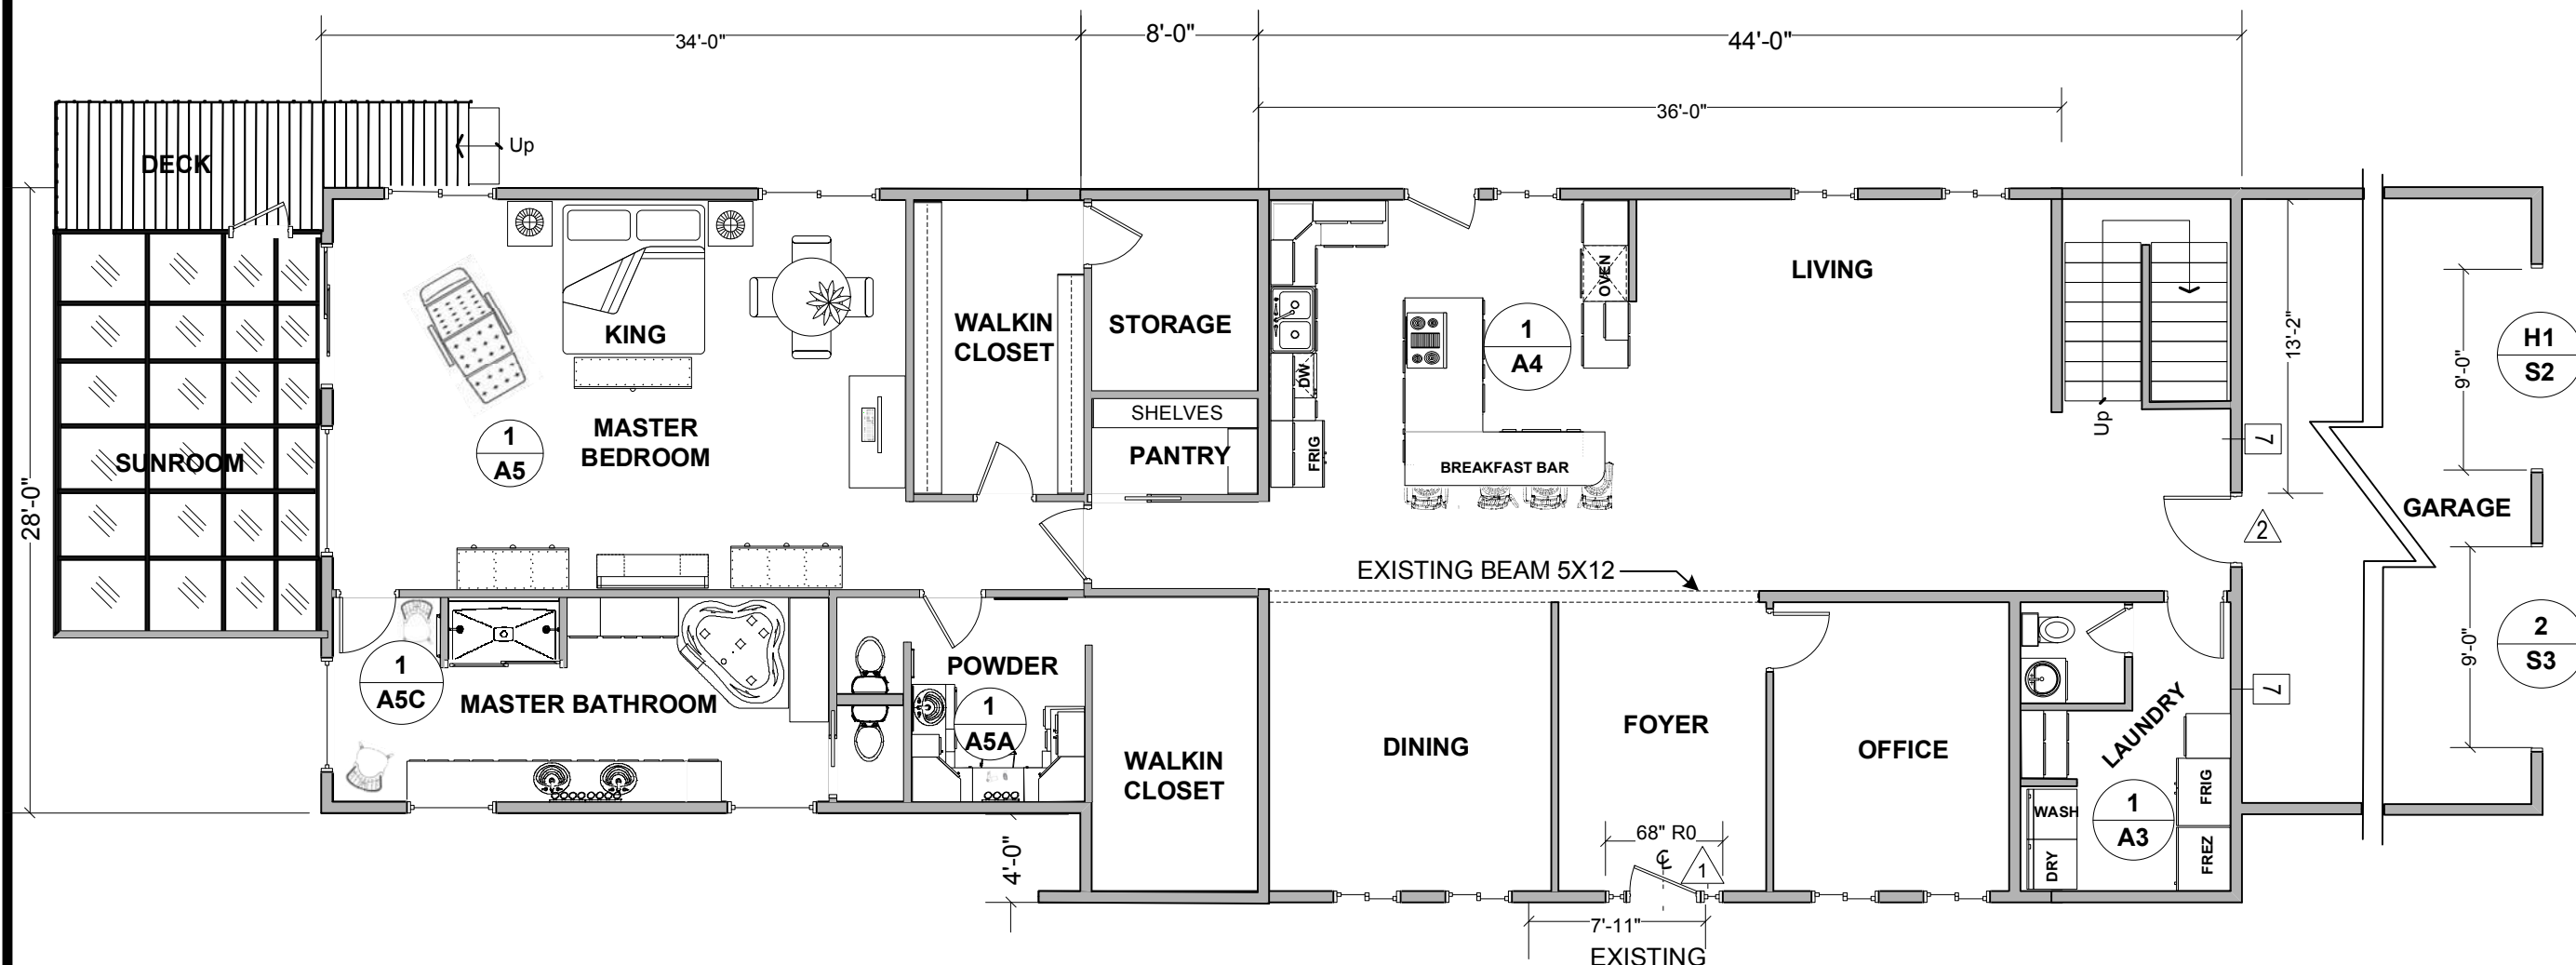 34'-0"
8'-0"
44'-0"
36'-0"
Up
DECK
KING
WALKIN
CLOSET
STORAGE
LIVING
OVEN
1
A4
DW
13'-2"
9'-0"
H1
S2
SHELVES
PANTRY
FRIG
BREAKFAST BAR
Up
7
MASTER
BEDROOM
1
A5
SUNROOM
28'-0"
GARAGE
2
EXISTING BEAM 5X12
9'-0"
2
S3
1
A5C
MASTER BATHROOM
POWDER
1
A5A
WALKIN
CLOSET
DINING
FOYER
OFFICE
LAUNDRY
7
WASH
DRY
1
A3
FRIG
FREZ
68" R0
℄
1
4'-0"
7'-11"
EXISTING